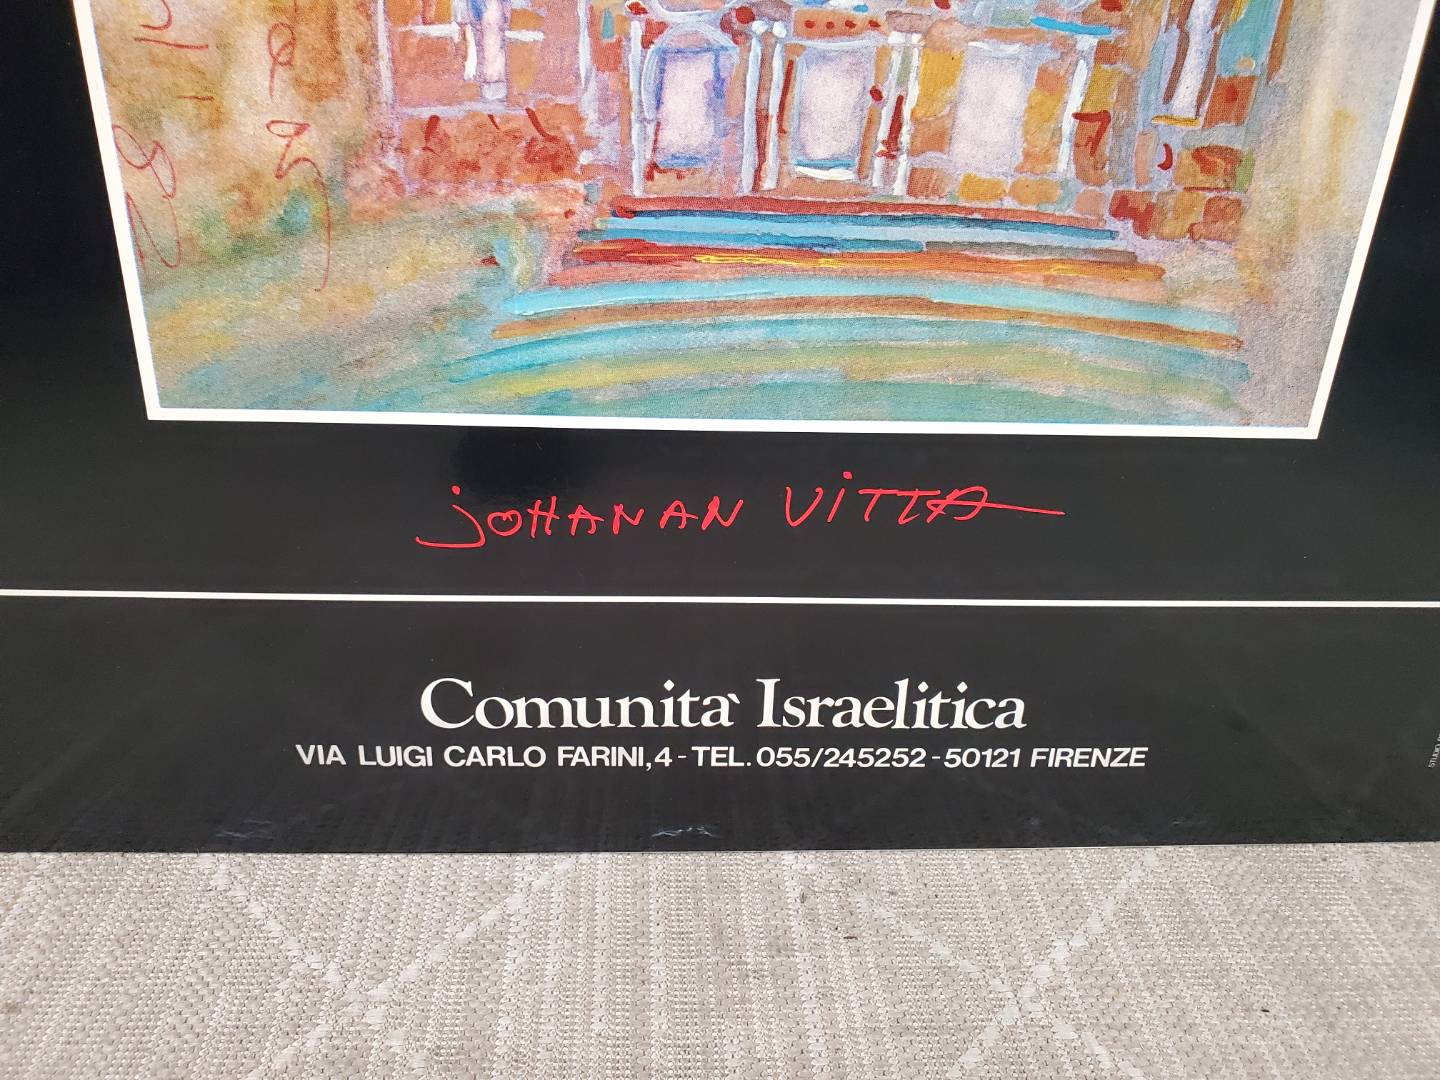 JOHANAN VITTA
Comunita` Israelitica
VIA LUIGI CARLO FARINI, 4 - TEL. 055/245252 - 50121 FIRENZE